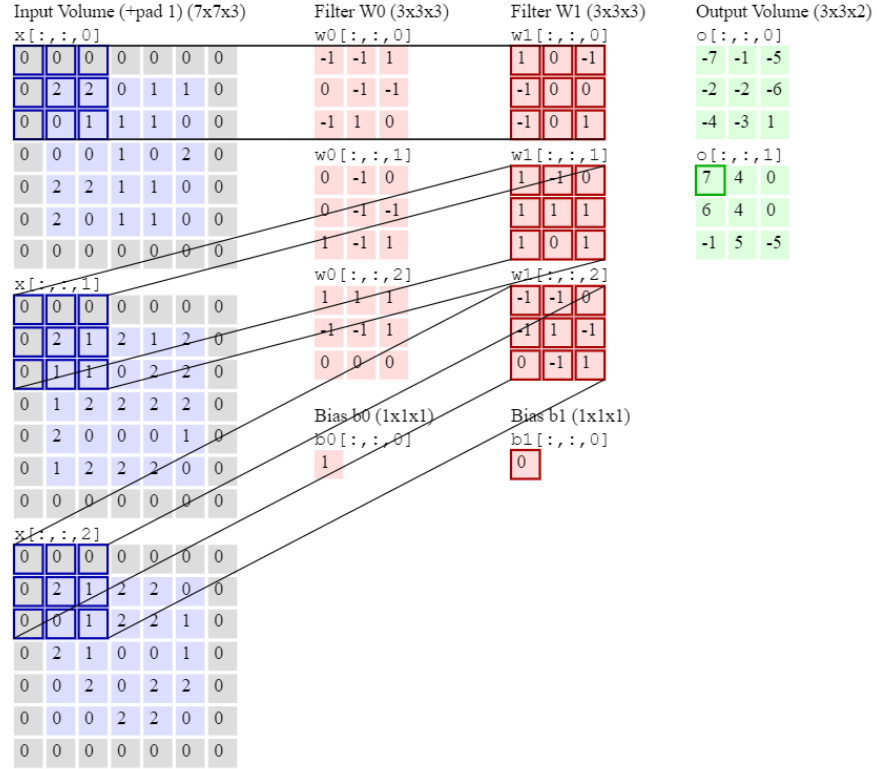 Input Volume (+pad 1) (7x7x3) Filter W0 (3x3x3) Filter W1 (3x3x3) Output Volume (3x3x2)
x[:,:,0] w0[:,:,0] w1[:,:,0] o[:,:,0]
0 0 0 0 0 0 0 -1 -1 1 1 0 -1 -7 -1 -5
0 2 2 0 1 1 0 0 -1 -1 -1 0 0 -2 -2 -6
0 0 1 1 1 0 0 -1 1 0 -1 0 1 -4 -3 1
0 0 0 1 0 2 0 w0[:,:,1] w1[:,:,1] o[:,:,1]
0 2 2 1 1 0 0 0 -1 0 1 -1 0 7 4 0
0 2 0 1 1 0 0 0 -1 -1 1 1 1 6 4 0
0 0 0 0 0 0 0 1 -1 1 1 0 1 -1 5 -5
x[:,:,1] w0[:,:,2] w1[:,:,2]
0 0 0 0 0 0 0 1 1 1 -1 -1 0
0 2 1 2 1 2 0 -1 -1 1 -1 1 -1
0 1 1 0 2 2 0 0 0 0 0 -1 1
0 1 2 2 2 2 0 Bias b0 (1x1x1) Bias b1 (1x1x1)
0 2 0 0 0 1 0 b0[:,:,0] b1[:,:,0]
0 1 2 2 2 0 0 1 0
0 0 0 0 0 0 0
x[:,:,2]
0 0 0 0 0 0 0
0 2 1 2 2 0 0
0 0 1 2 2 1 0
0 2 1 0 0 1 0
0 0 2 0 2 2 0
0 0 0 2 2 0 0
0 0 0 0 0 0 0